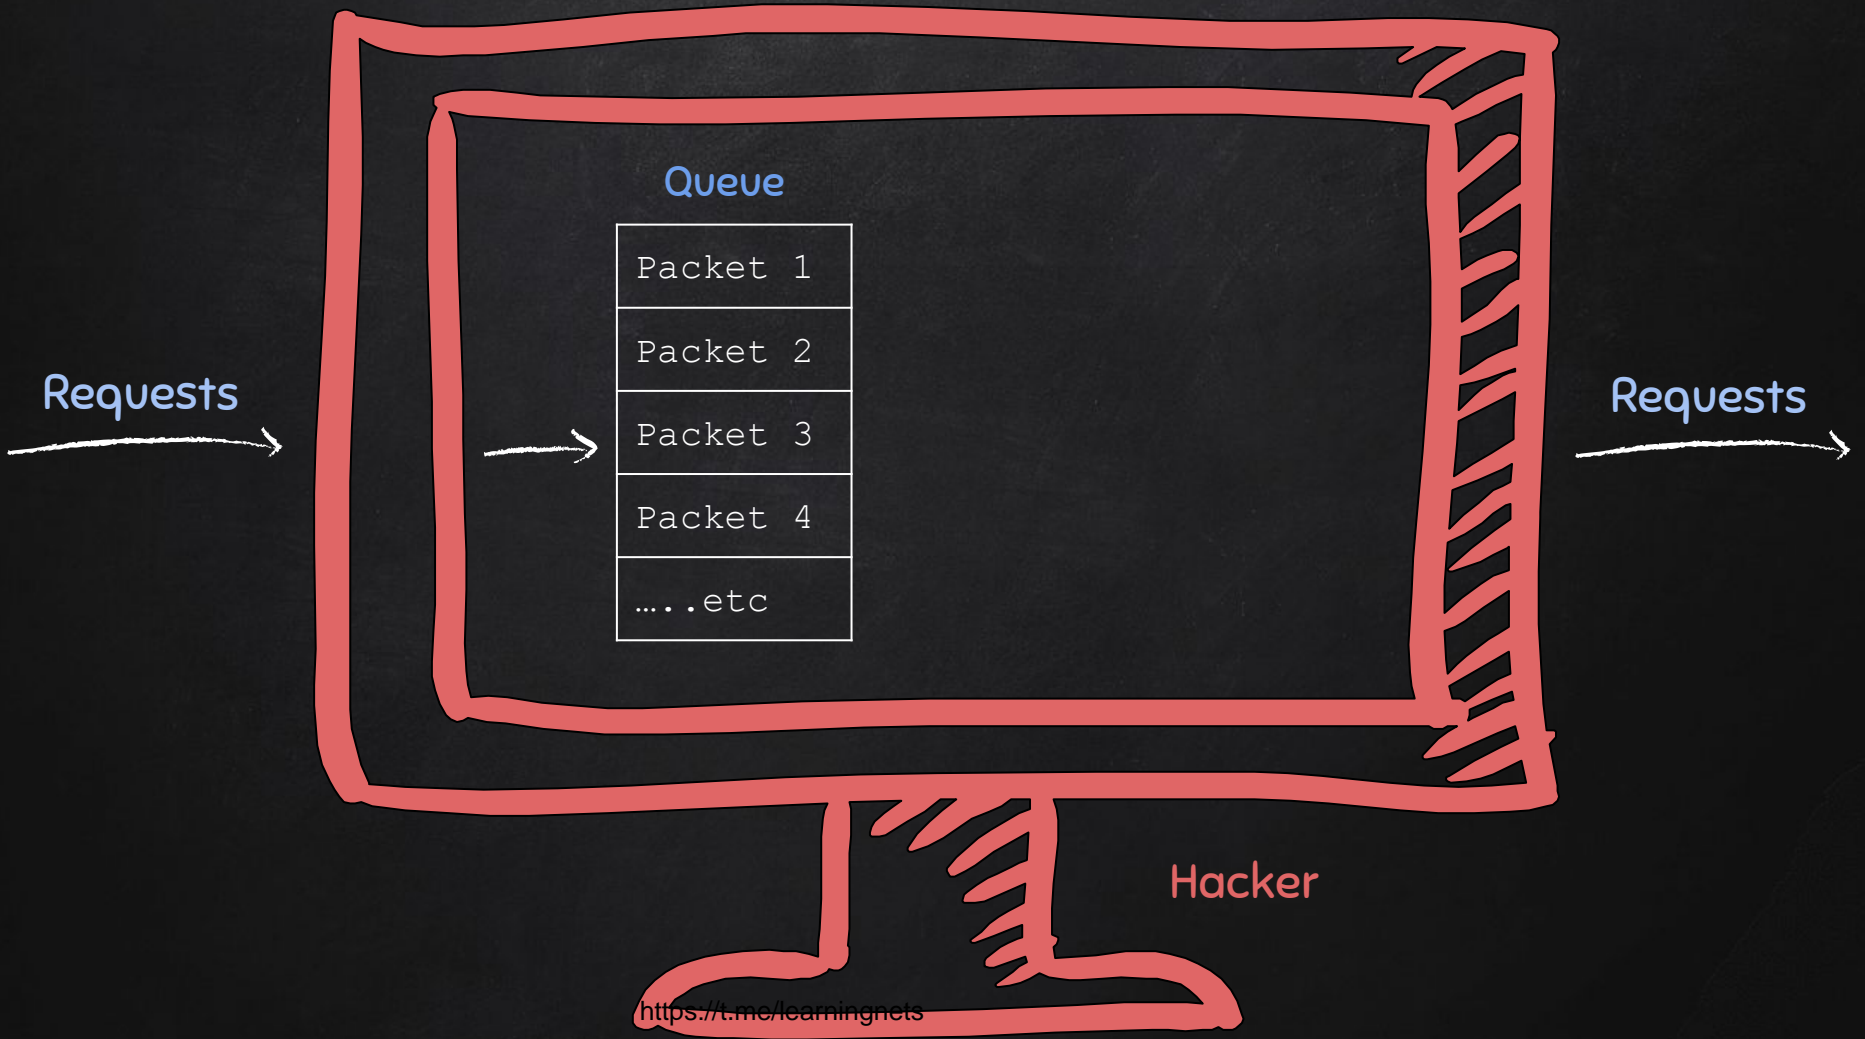 Queue
Packet 1
Packet 2
Packet 3
Packet 4
…..etc
Requests
Requests
Hacker
https://t.me/learningnets